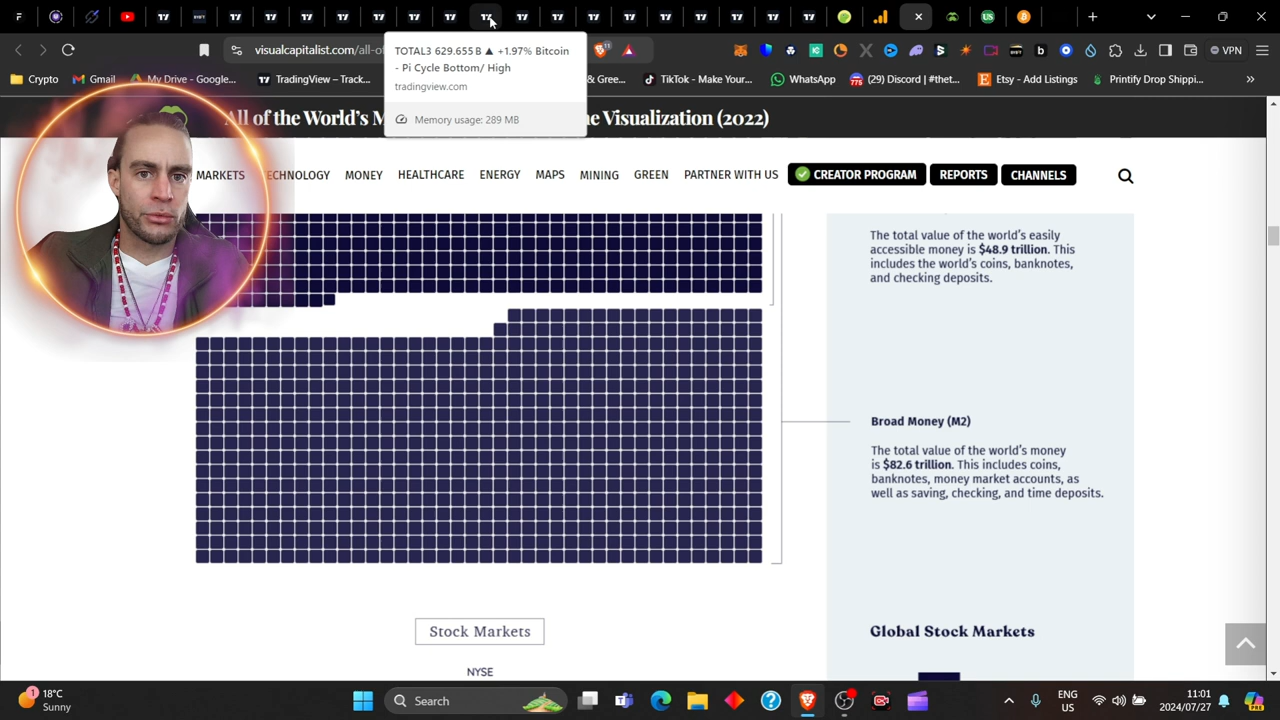 visualcapitalist.com/all-of
11
VPN
TOTAL3 629.655 B ▲ +1.97% Bitcoin
- Pi Cycle Bottom/ High
tradingview.com
Memory usage: 289 MB
Crypto
Gmail
My Drive - Google...
TradingView – Track...
& Gree...
TikTok - Make Your...
WhatsApp
(29) Discord | #thet...
Etsy - Add Listings
Printify Drop Shippi...
»
All of the World's M
e Visualization (2022)
MARKETS
ECHNOLOGY
MONEY
HEALTHCARE
ENERGY
MAPS
MINING
GREEN
PARTNER WITH US
CREATOR PROGRAM
REPORTS
CHANNELS
The total value of the world's easily
accessible money is $48.9 trillion. This
includes the world's coins, banknotes,
and checking deposits.
Broad Money (M2)
The total value of the world's money
is $82.6 trillion. This includes coins,
banknotes, money market accounts, as
well as saving, checking, and time deposits.
Stock Markets
NYSE
Global Stock Markets
1
18°C
Sunny
Search
ENG
US
11:01
2024/07/27